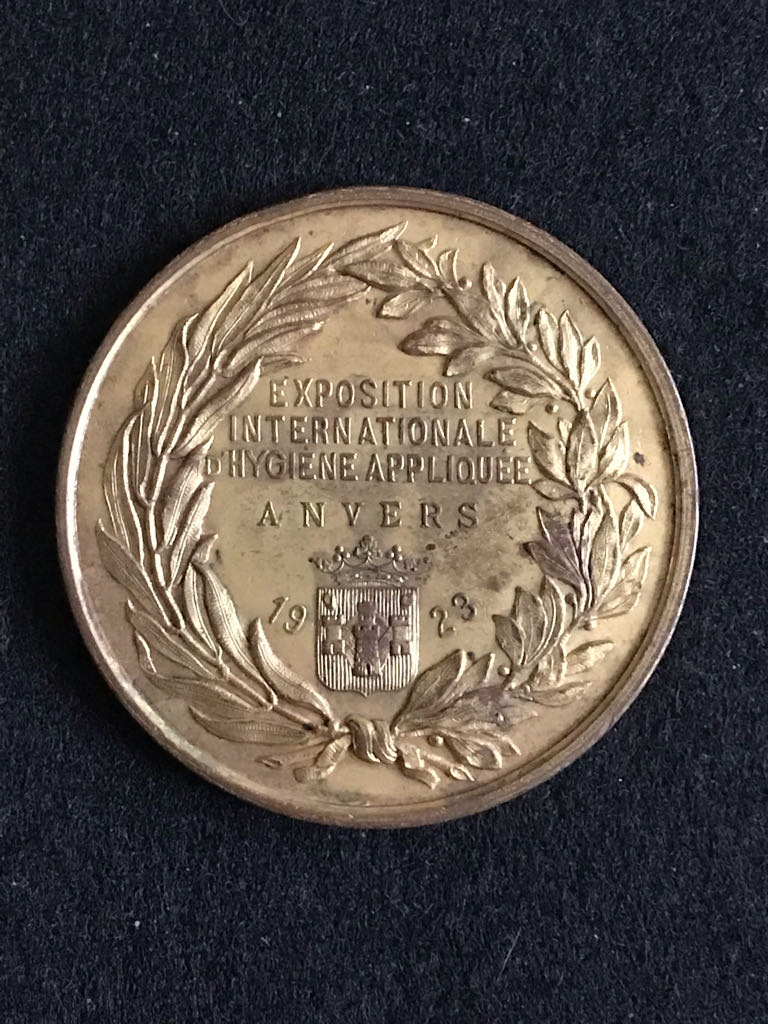 EXPOSITION
INTERNATIONALE
D'HYGIÈNE APPLIQUÉE
ANVERS
1923